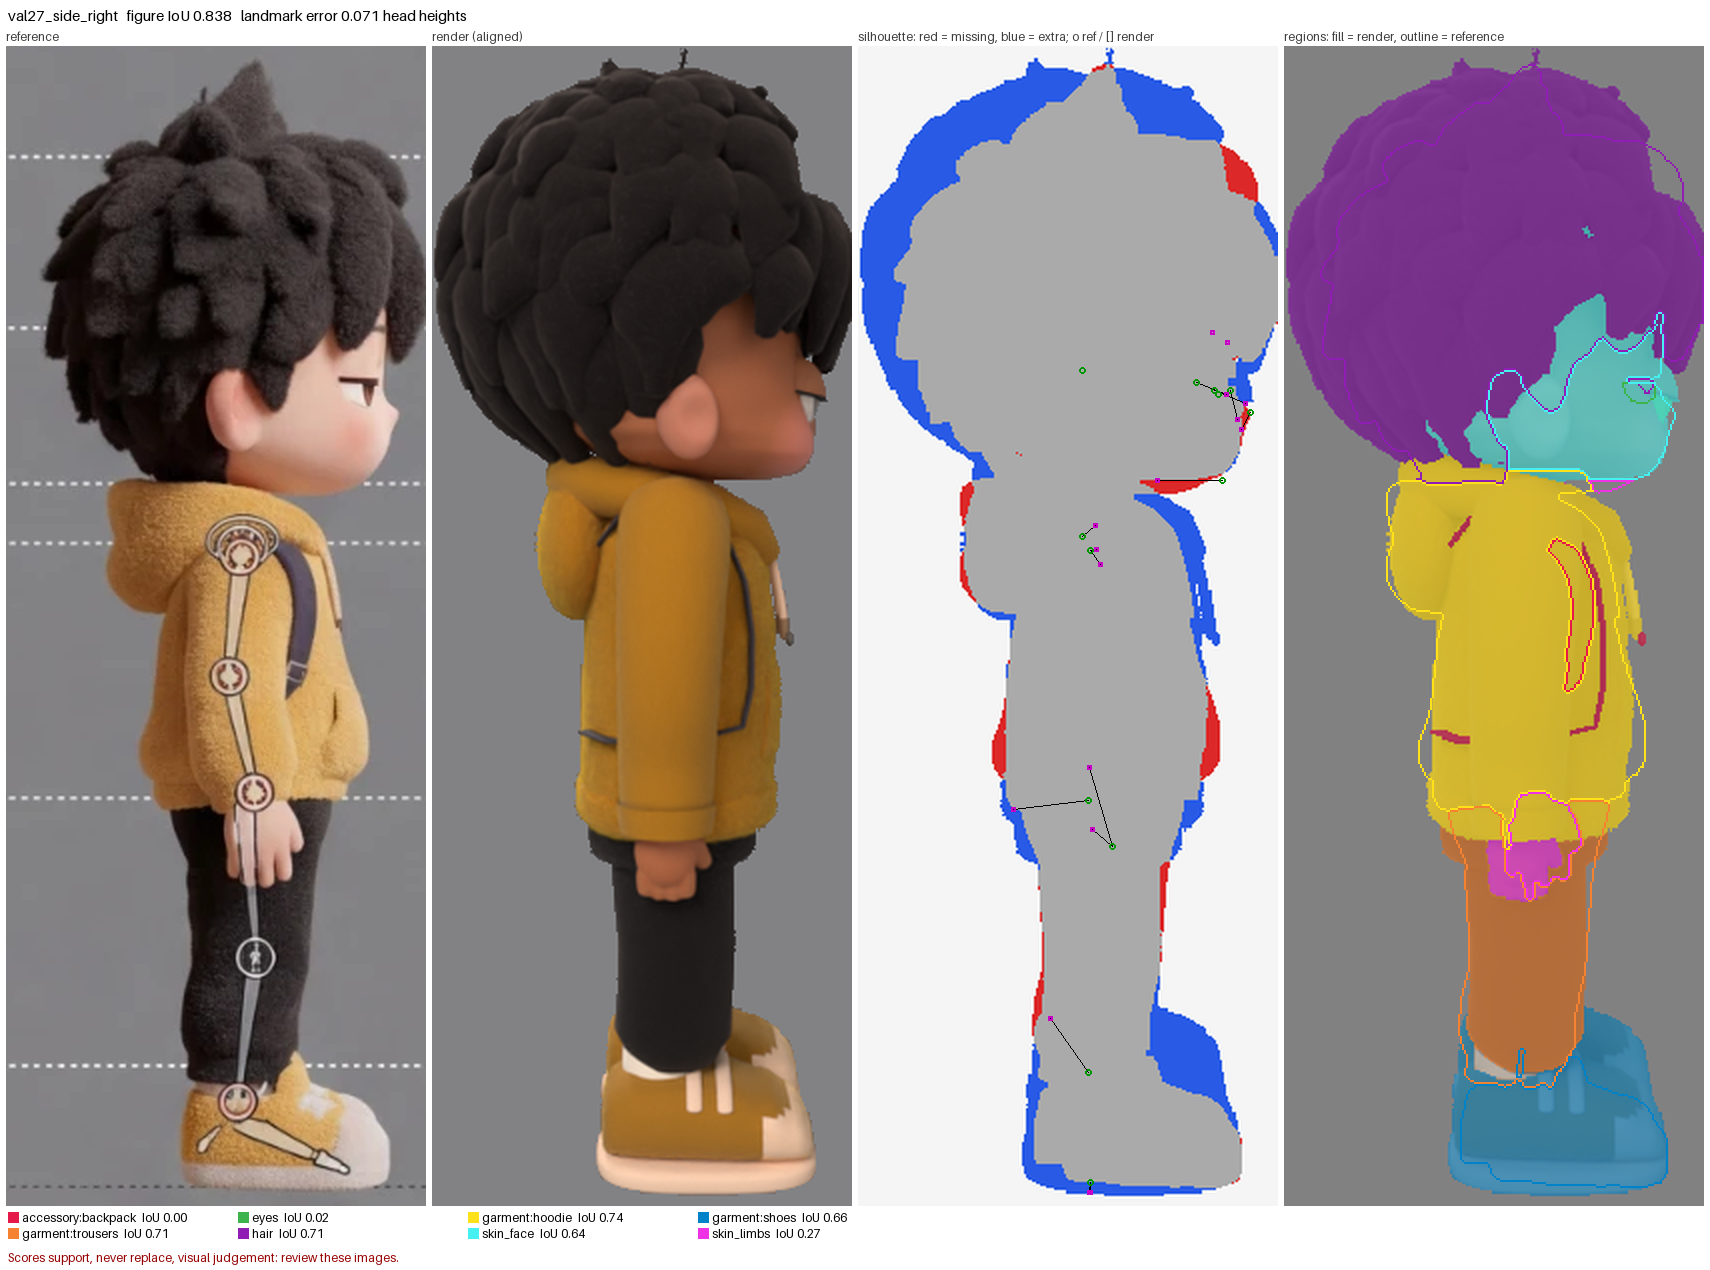 val27_side_right figure IoU 0.838 landmark error 0.071 head heights
reference
render (aligned)
silhouette: red = missing, blue = extra; o ref / [] render
regions: fill = render, outline = reference
accessory:backpack IoU 0.00
eyes IoU 0.02
garment:hoodie IoU 0.74
garment:shoes IoU 0.66
garment:trousers IoU 0.71
hair IoU 0.71
skin_face IoU 0.64
skin_limbs IoU 0.27
Scores support, never replace, visual judgement: review these images.